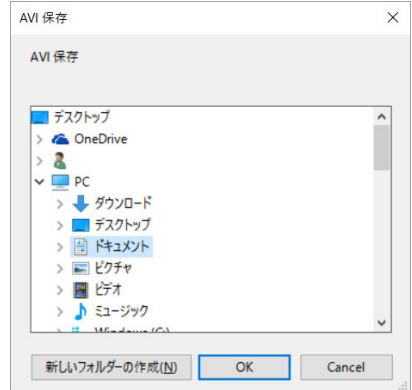 AVI 保存
AVI 保存
デスクトップ
OneDrive
PC
ダウンロード
デスクトップ
ドキュメント
ピクチャ
ビデオ
ミュージック
Windows (C:)
新しいフォルダーの作成(N)
OK
Cancel